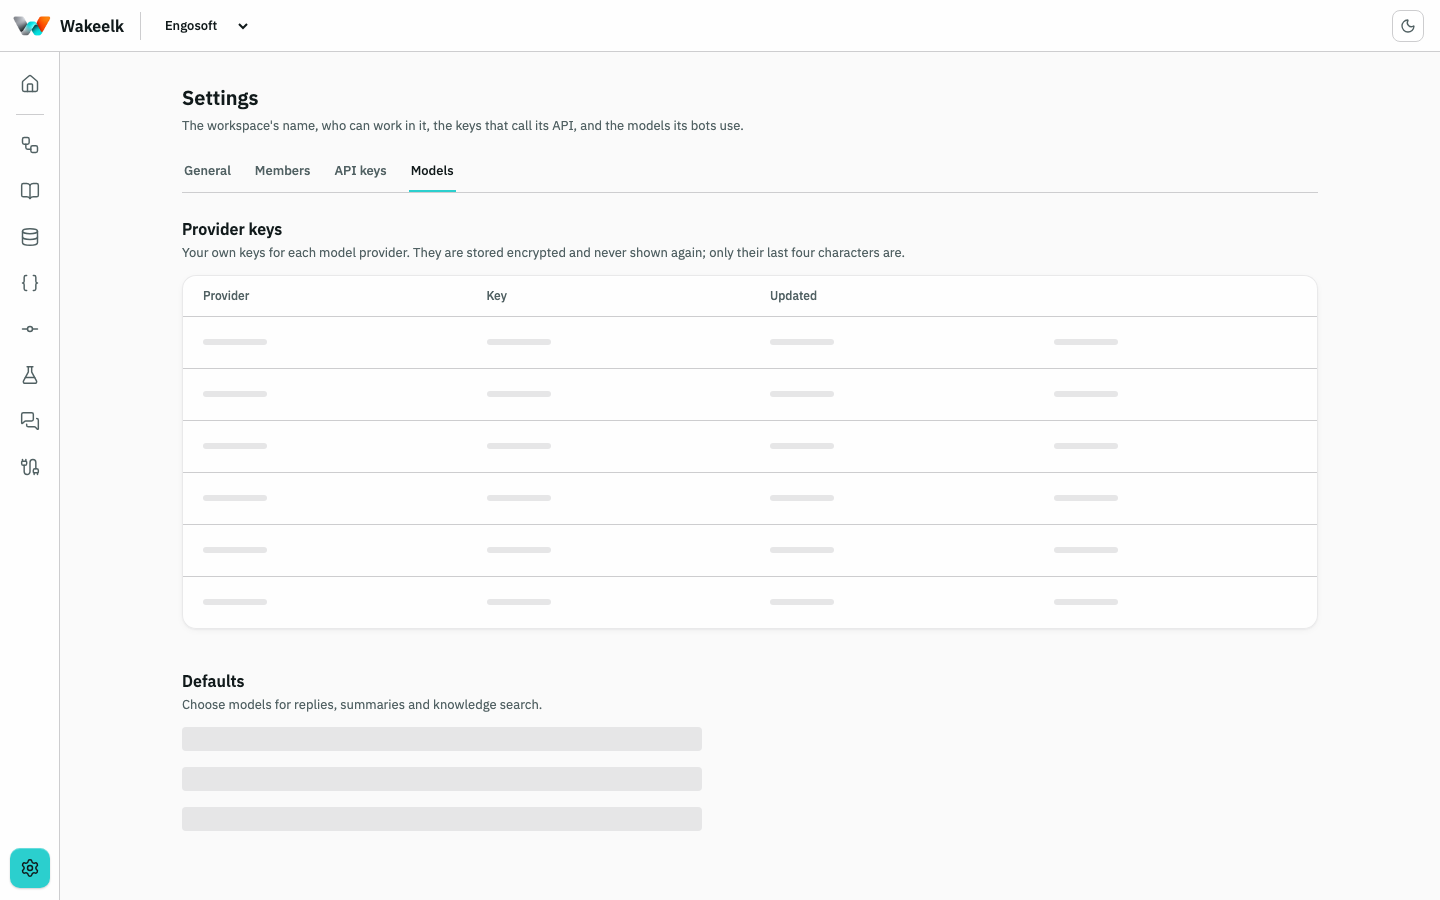 Wakeelk
Engosoft
Settings
The workspace's name, who can work in it, the keys that call its API, and the models its bots use.
General
Members
API keys
Models
Provider keys
Your own keys for each model provider. They are stored encrypted and never shown again; only their last four characters are.
Provider
Key
Updated
Defaults
Choose models for replies, summaries and knowledge search.